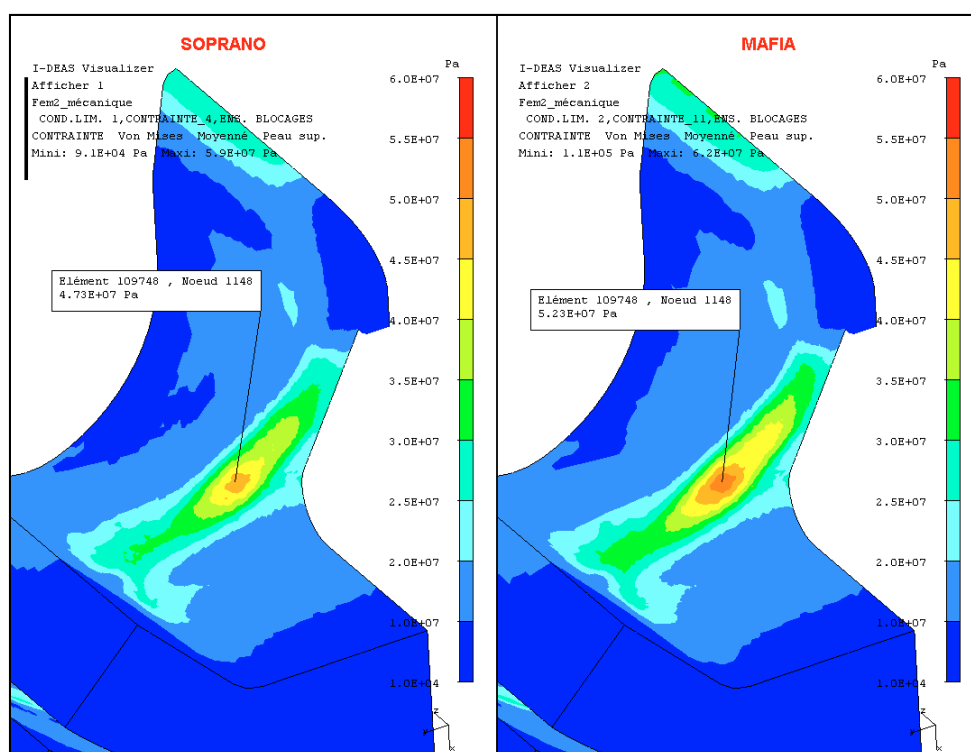 SOPRANO
I-DEAS Visualizer
Afficher 1
Fem2_mécanique
COND.LIM. 1,CONTRAINTE_4,ENS. BLOCAGES
CONTRAINTE Von Mises Moyenné Peau sup.
Mini: 9.1E+04 Pa Maxi: 5.9E+07 Pa
Elément 109748 , Noeud 1148
4.73E+07 Pa
Pa
6.0E+07
5.5E+07
5.0E+07
4.5E+07
4.0E+07
3.5E+07
3.0E+07
2.5E+07
2.0E+07
1.0E+07
1.0E+04
z
x
MAFIA
I-DEAS Visualizer
Afficher 2
Fem2_mécanique
COND.LIM. 2,CONTRAINTE_11,ENS. BLOCAGES
CONTRAINTE Von Mises Moyenné Peau sup.
Mini: 1.1E+05 Pa Maxi: 6.2E+07 Pa
Elément 109748 , Noeud 1148
5.23E+07 Pa
Pa
6.0E+07
5.5E+07
5.0E+07
4.5E+07
4.0E+07
3.5E+07
3.0E+07
2.5E+07
2.0E+07
1.0E+07
1.0E+04
z
x